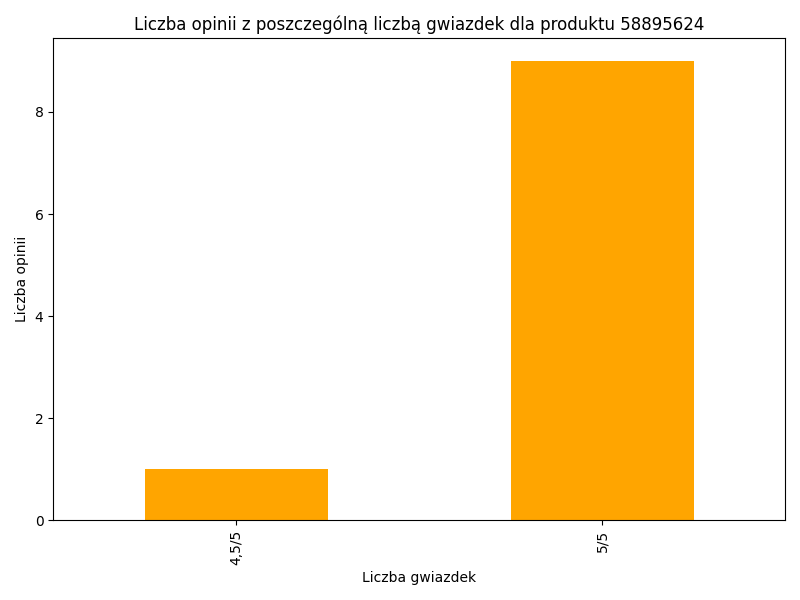 Liczba opinii z poszczególną liczbą gwiazdek dla produktu 58895624
8
6
4
2
0
Liczba opinii
4,5/5
5/5
Liczba gwiazdek